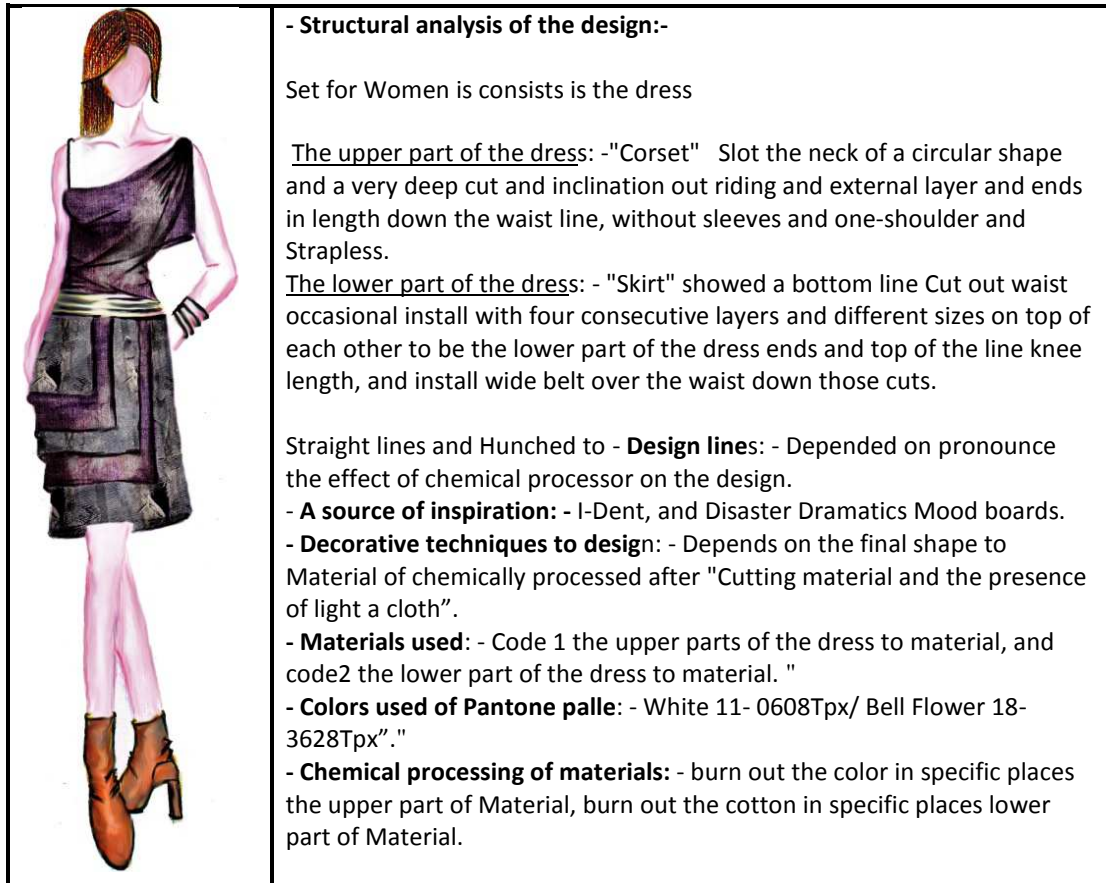 - Structural analysis of the design:-
Set for Women is consists is the dress
The upper part of the dress: -"Corset" Slot the neck of a circular shape
and a very deep cut and inclination out riding and external layer and ends
in length down the waist line, without sleeves and one-shoulder and
Strapless.
The lower part of the dress: - "Skirt" showed a bottom line Cut out waist
occasional install with four consecutive layers and different sizes on top of
each other to be the lower part of the dress ends and top of the line knee
length, and install wide belt over the waist down those cuts.
Straight lines and Hunched to - Design lines: - Depended on pronounce
the effect of chemical processor on the design.
- A source of inspiration: - I-Dent, and Disaster Dramatics Mood boards.
- Decorative techniques to design: - Depends on the final shape to
Material of chemically processed after "Cutting material and the presence
of light a cloth”.
- Materials used: - Code 1 the upper parts of the dress to material, and
code2 the lower part of the dress to material. "
- Colors used of Pantone palle: - White 11- 0608Tpx/ Bell Flower 18-
3628Tpx”."
- Chemical processing of materials: - burn out the color in specific places
the upper part of Material, burn out the cotton in specific places lower
part of Material.